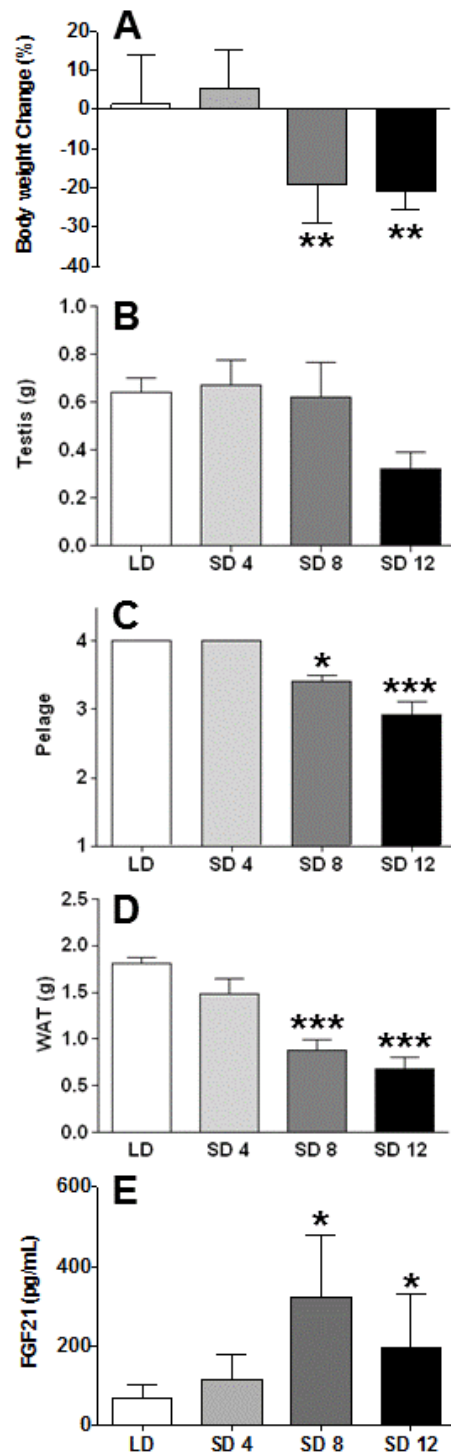 A
Body weight Change (%)
20
10
0
-10
-20
-30
-40
**
**
B
Testis (g)
1.0
0.8
0.6
0.4
0.2
0.0
LD SD 4 SD 8 SD 12
C
Pelage
4
3
2
1
*
***
LD SD 4 SD 8 SD 12
D
WAT (g)
2.5
2.0
1.5
1.0
0.5
0.0
***
***
LD SD 4 SD 8 SD 12
E
FGF21 (pg/mL)
600
400
200
0
*
*
LD SD 4 SD 8 SD 12